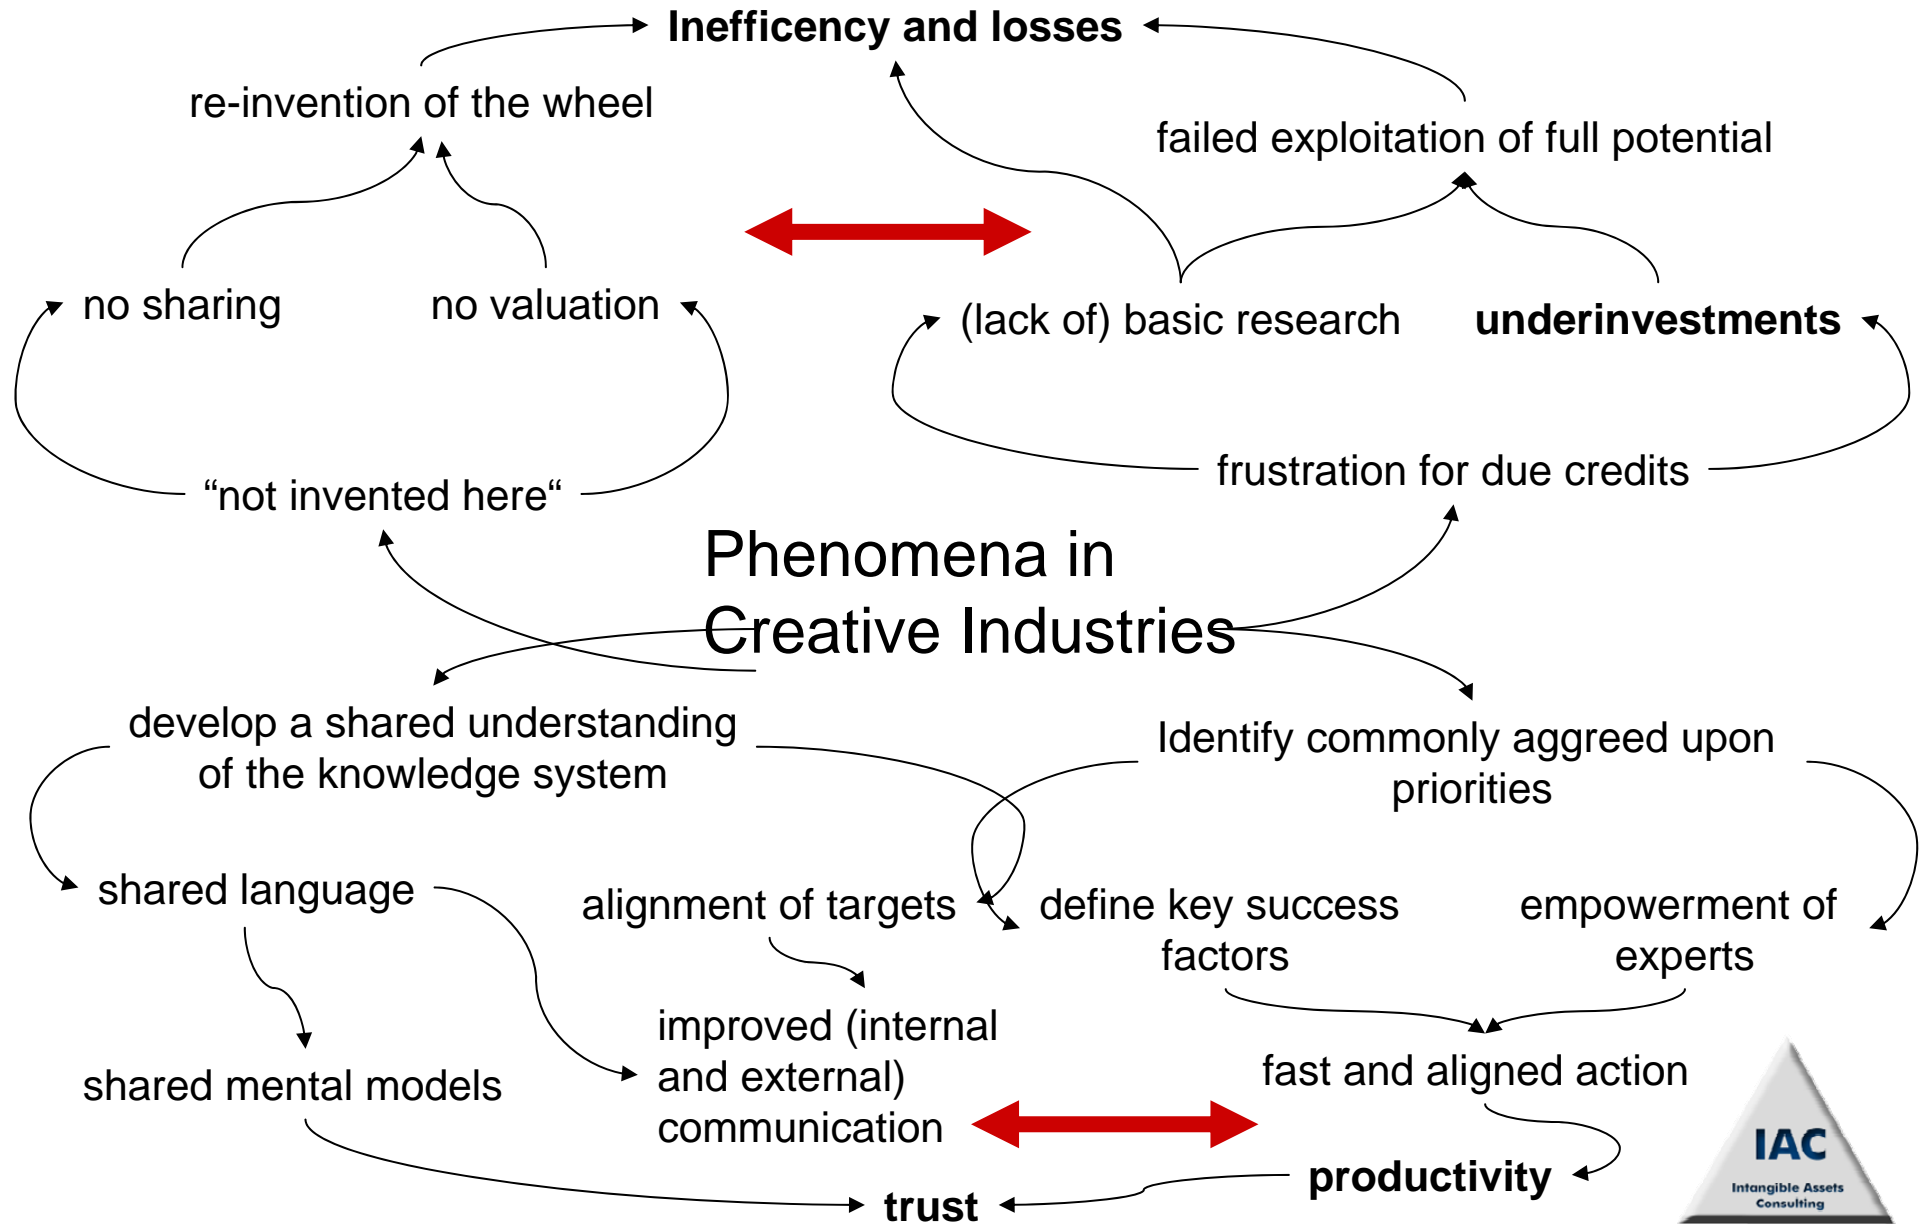 Inefficency and losses
re-invention of the wheel
failed exploitation of full potential
no sharing
no valuation
(lack of) basic research
underinvestments
“not invented here“
frustration for due credits
Phenomena in
Creative Industries
develop a shared understanding
of the knowledge system
Identify commonly aggreed upon
priorities
shared language
alignment of targets
define key success
factors
empowerment of
experts
shared mental models
improved (internal
and external)
communication
fast and aligned action
productivity
trust
IAC
Intangible Assets
Consulting